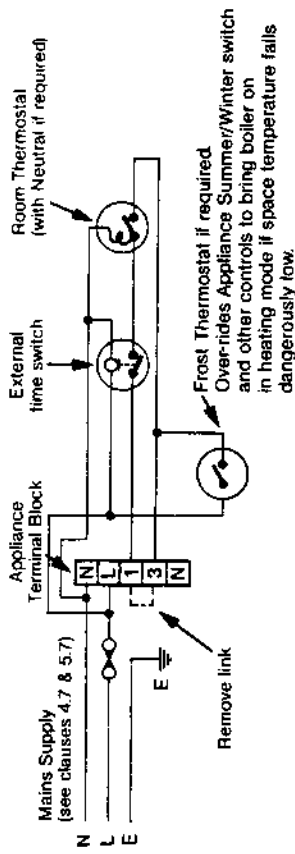 Mains Supply
(see clauses 4.7 & 5.7)
N
L
E
E
Appliance
Terminal Block
N
L
1
3
N
Remove link
External
time switch
Room Thermostat
(with Neutral if required)
Frost Thermostat if required.
Over-rides Appliance Summer/Winter switch
and other controls to bring boiler on
in heating mode if space temperature falls
dangerously low.